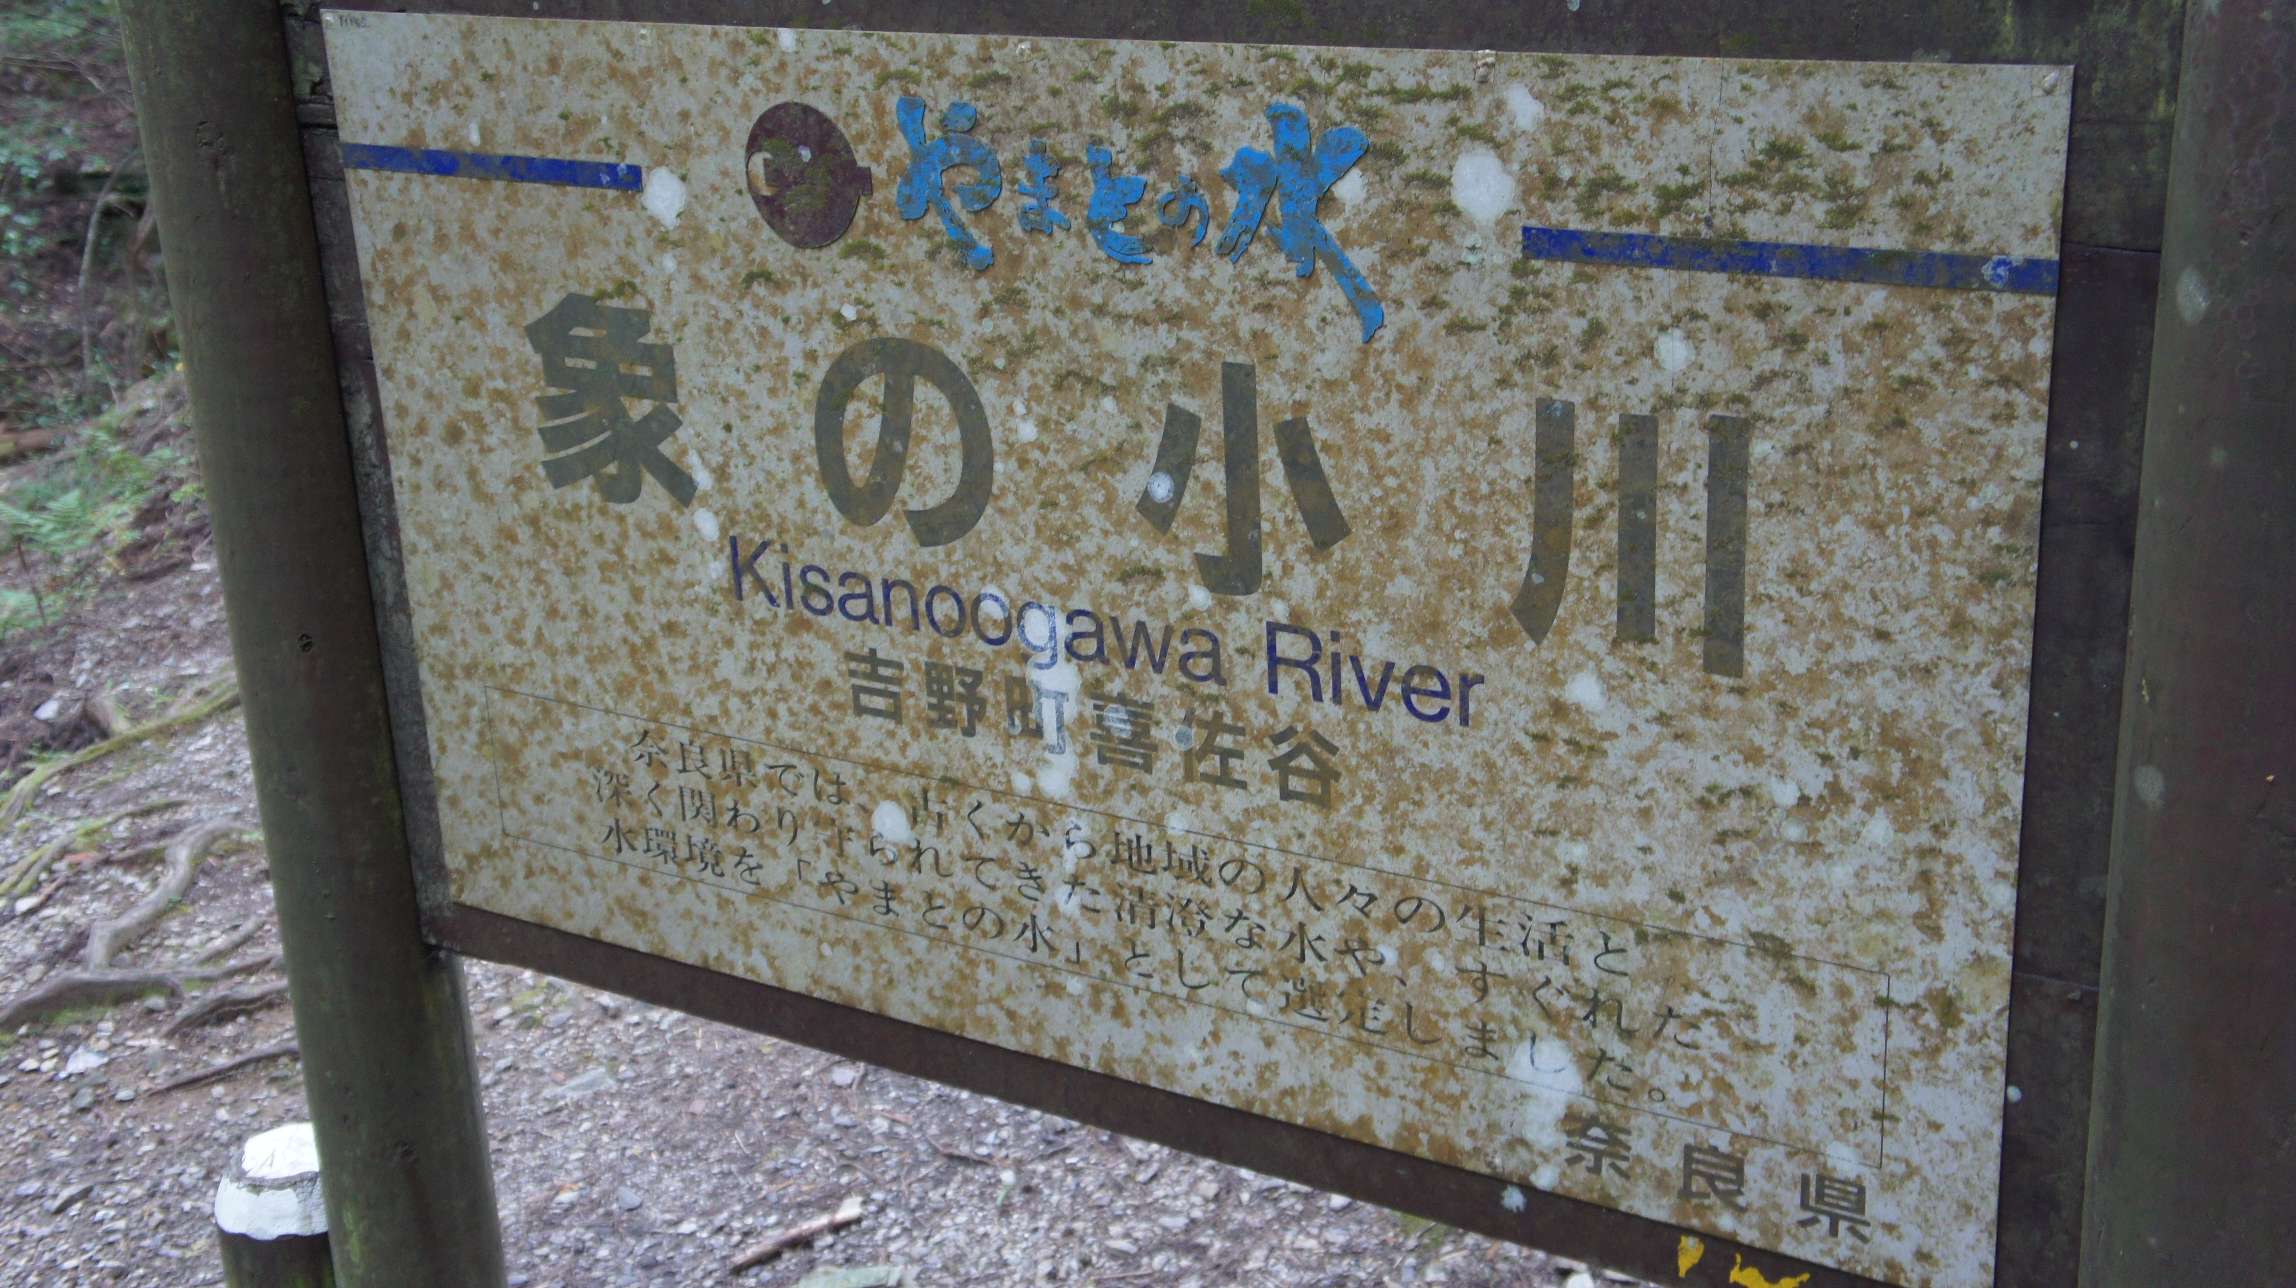 やまとの水
象の小川
Kisanoogawa River
吉野町喜佐谷
奈良県では、古くから地域の人々の生活と
深く関わり守られてきた清澄な水や、すぐれた
水環境を「やまとの水」として選定しました。
奈良県